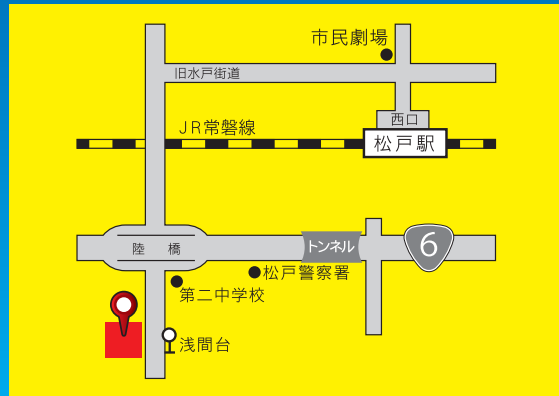 市民劇場
旧水戸街道
西口
JR常磐線
松戸駅
陸橋
トンネル
6
松戸警察署
第二中学校
浅間台